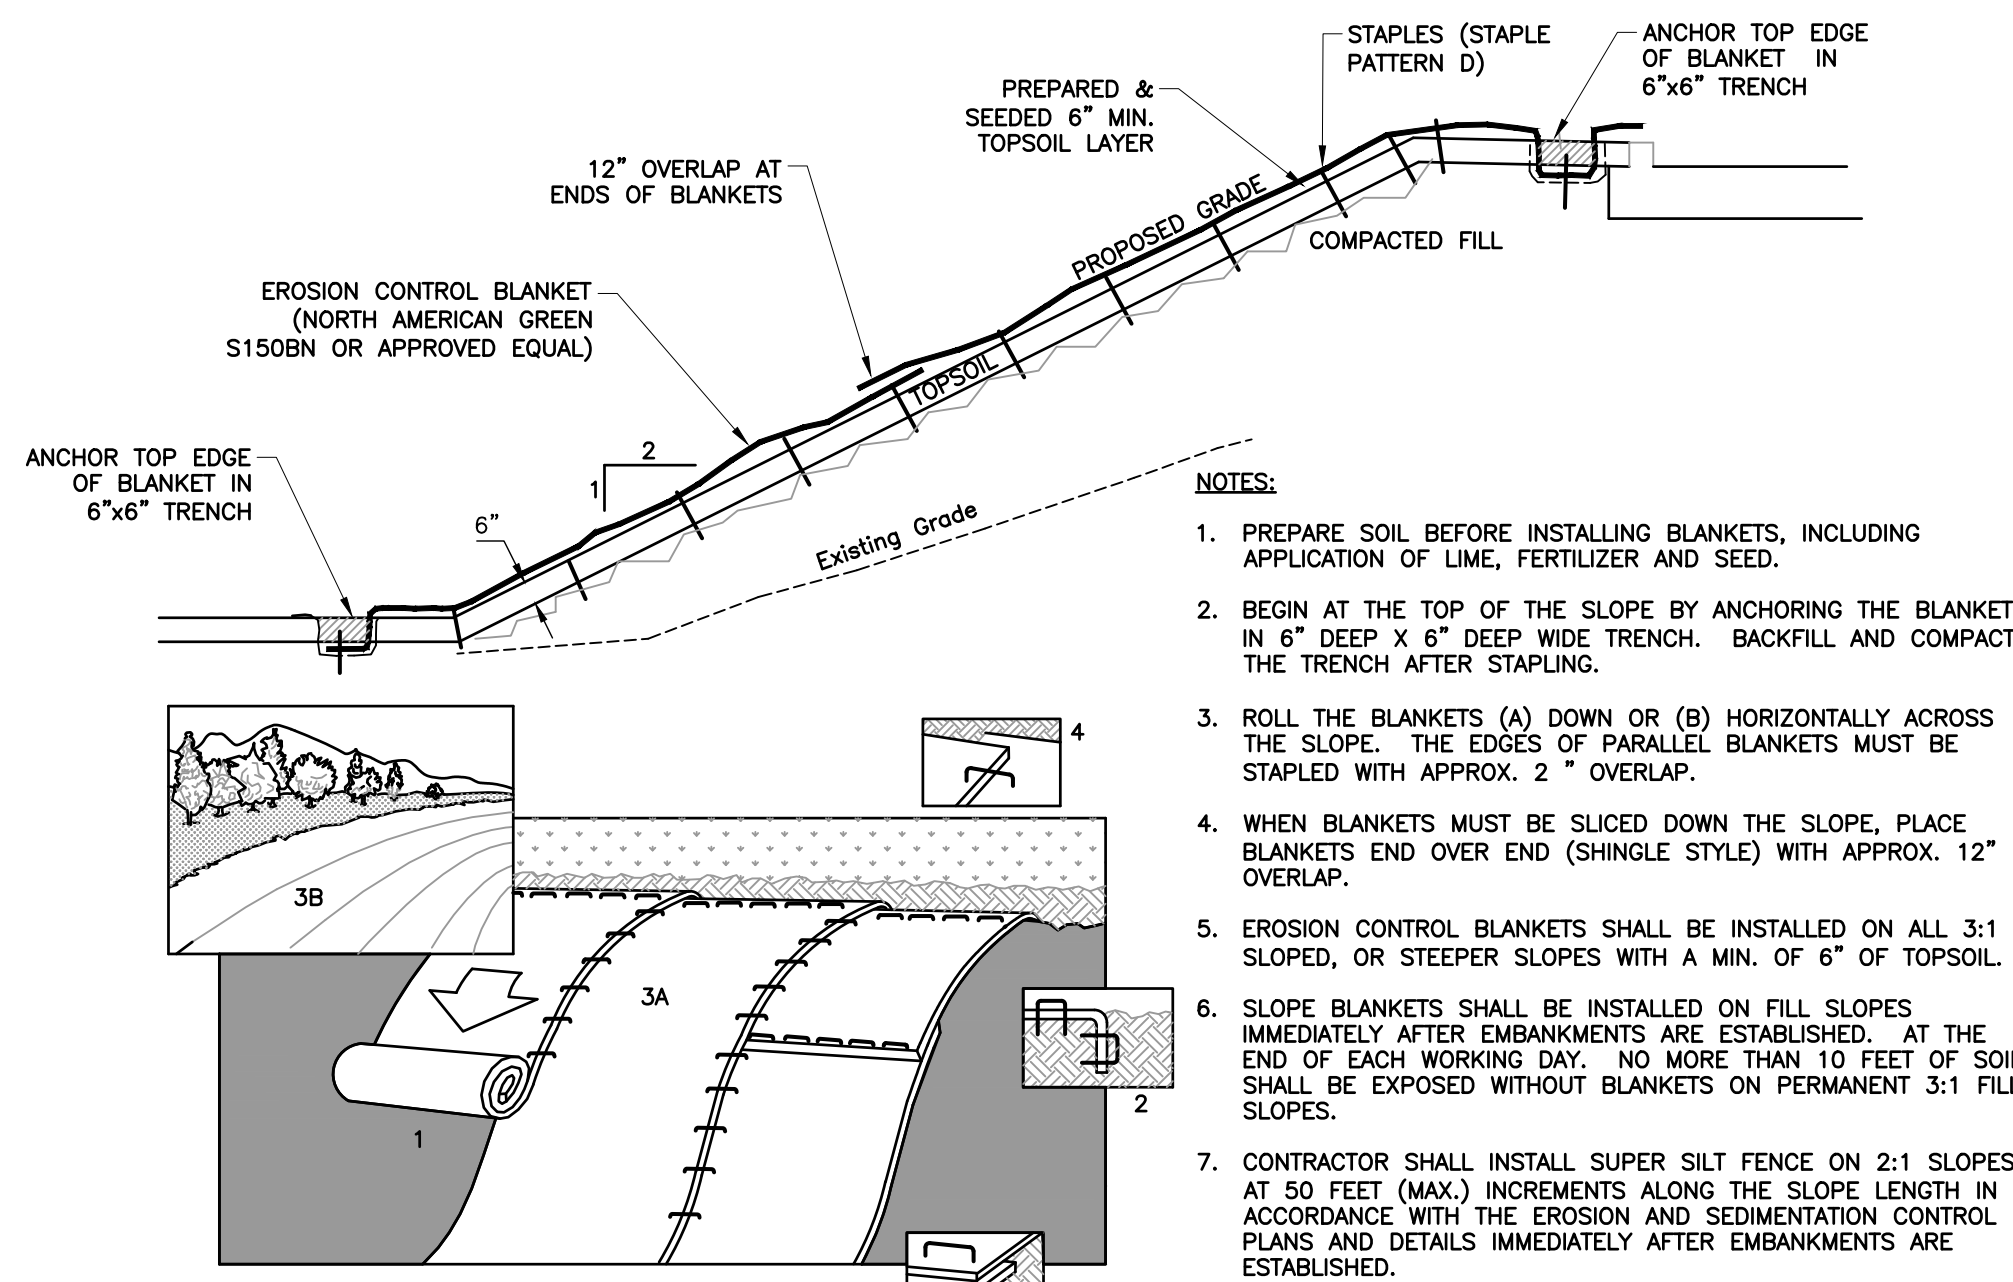 STAPLES (STAPLE
PATTERN D)
ANCHOR TOP EDGE
OF BLANKET IN
6"x6" TRENCH
PREPARED &
SEEDED 6" MIN.
TOPSOIL LAYER
12" OVERLAP AT
ENDS OF BLANKETS
PROPOSED GRADE
COMPACTED FILL
EROSION CONTROL BLANKET
(NORTH AMERICAN GREEN
S150BN OR APPROVED EQUAL)
TOPSOIL
2
1
ANCHOR TOP EDGE
OF BLANKET IN
6"x6" TRENCH
6"
Existing Grade
NOTES:
1. PREPARE SOIL BEFORE INSTALLING BLANKETS, INCLUDING
APPLICATION OF LIME, FERTILIZER AND SEED.
2. BEGIN AT THE TOP OF THE SLOPE BY ANCHORING THE BLANKET
IN 6" DEEP X 6" DEEP WIDE TRENCH. BACKFILL AND COMPACT
THE TRENCH AFTER STAPLING.
3. ROLL THE BLANKETS (A) DOWN OR (B) HORIZONTALLY ACROSS
THE SLOPE. THE EDGES OF PARALLEL BLANKETS MUST BE
STAPLED WITH APPROX. 2 " OVERLAP.
4. WHEN BLANKETS MUST BE SLICED DOWN THE SLOPE, PLACE
BLANKETS END OVER END (SHINGLE STYLE) WITH APPROX. 12"
OVERLAP.
5. EROSION CONTROL BLANKETS SHALL BE INSTALLED ON ALL 3:1
SLOPED, OR STEEPER SLOPES WITH A MIN. OF 6" OF TOPSOIL.
6. SLOPE BLANKETS SHALL BE INSTALLED ON FILL SLOPES
IMMEDIATELY AFTER EMBANKMENTS ARE ESTABLISHED. AT THE
END OF EACH WORKING DAY. NO MORE THAN 10 FEET OF SOIL
SHALL BE EXPOSED WITHOUT BLANKETS ON PERMANENT 3:1 FILL
SLOPES.
7. CONTRACTOR SHALL INSTALL SUPER SILT FENCE ON 2:1 SLOPES
AT 50 FEET (MAX.) INCREMENTS ALONG THE SLOPE LENGTH IN
ACCORDANCE WITH THE EROSION AND SEDIMENTATION CONTROL
PLANS AND DETAILS IMMEDIATELY AFTER EMBANKMENTS ARE
ESTABLISHED.
4
3B
3A
2
1